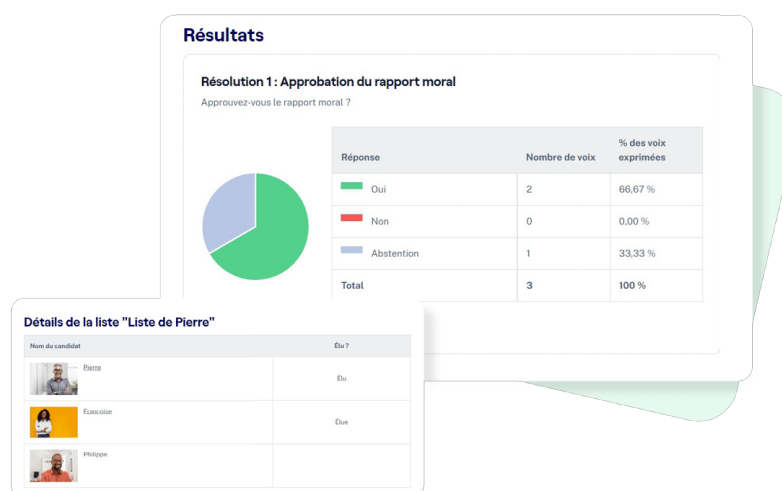 Résultats
Résolution 1 : Approbation du rapport moral
Approuvez-vous le rapport moral ?
Réponse Nombre de voix % des voix exprimées
Oui 2 66,67 %
Non 0 0,00 %
Abstention 1 33,33 %
Total 3 100 %
Détails de la liste "Liste de Pierre"
Nom du candidat Élu ?
Pierre Élu
Élue
Philippe